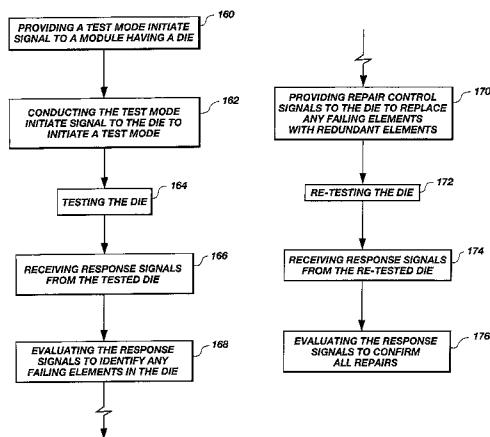 160
PROVIDING A TEST MODE INITIATE
SIGNAL TO A MODULE HAVING A DIE
162
CONDUCTING THE TEST MODE
INITIATE SIGNAL TO THE DIE TO
INITIATE A TEST MODE
164
TESTING THE DIE
166
RECEIVING RESPONSE SIGNALS
FROM THE TESTED DIE
168
EVALUATING THE RESPONSE
SIGNALS TO IDENTIFY ANY
FAILING ELEMENTS IN THE DIE
170
PROVIDING REPAIR CONTROL
SIGNALS TO THE DIE TO REPLACE
ANY FAILING ELEMENTS
WITH REDUNDANT ELEMENTS
172
RE-TESTING THE DIE
174
RECEIVING RESPONSE SIGNALS
FROM THE RE-TESTED DIE
176
EVALUATING THE RESPONSE
SIGNALS TO CONFIRM
ALL REPAIRS